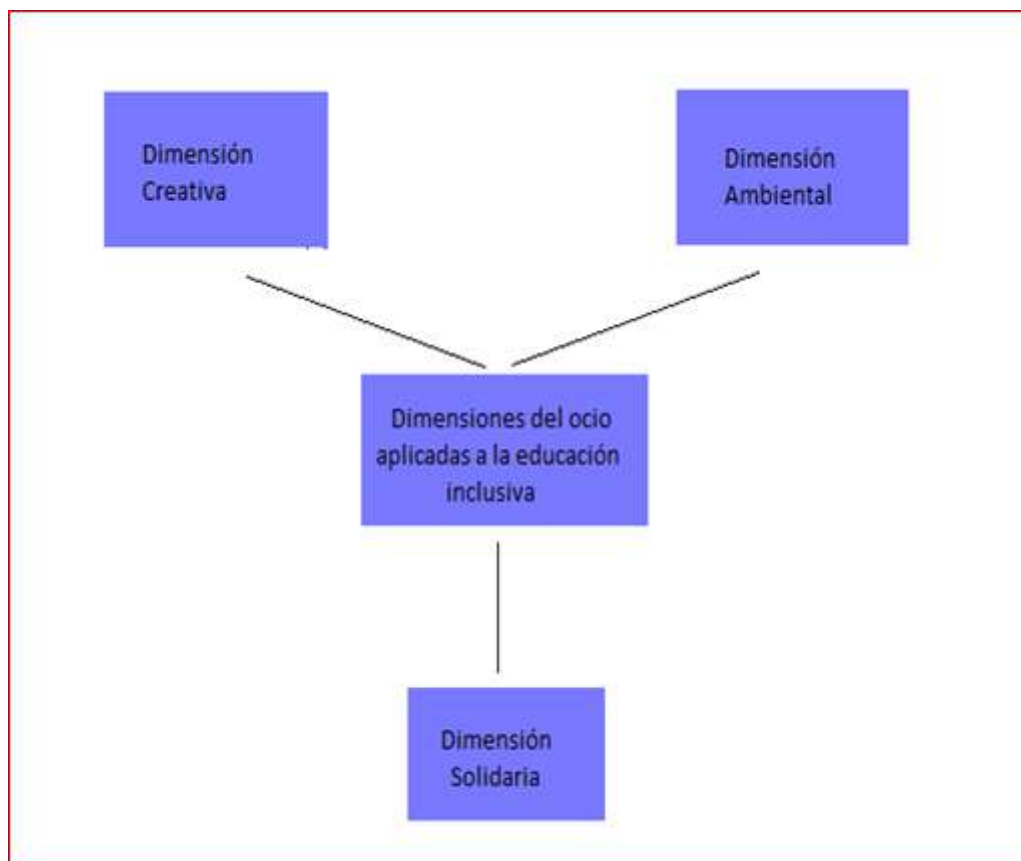 Dimensión
Creativa
Dimensión
Ambiental
Dimensiones del ocio
aplicadas a la educación
inclusiva
Dimensión
Solidaria